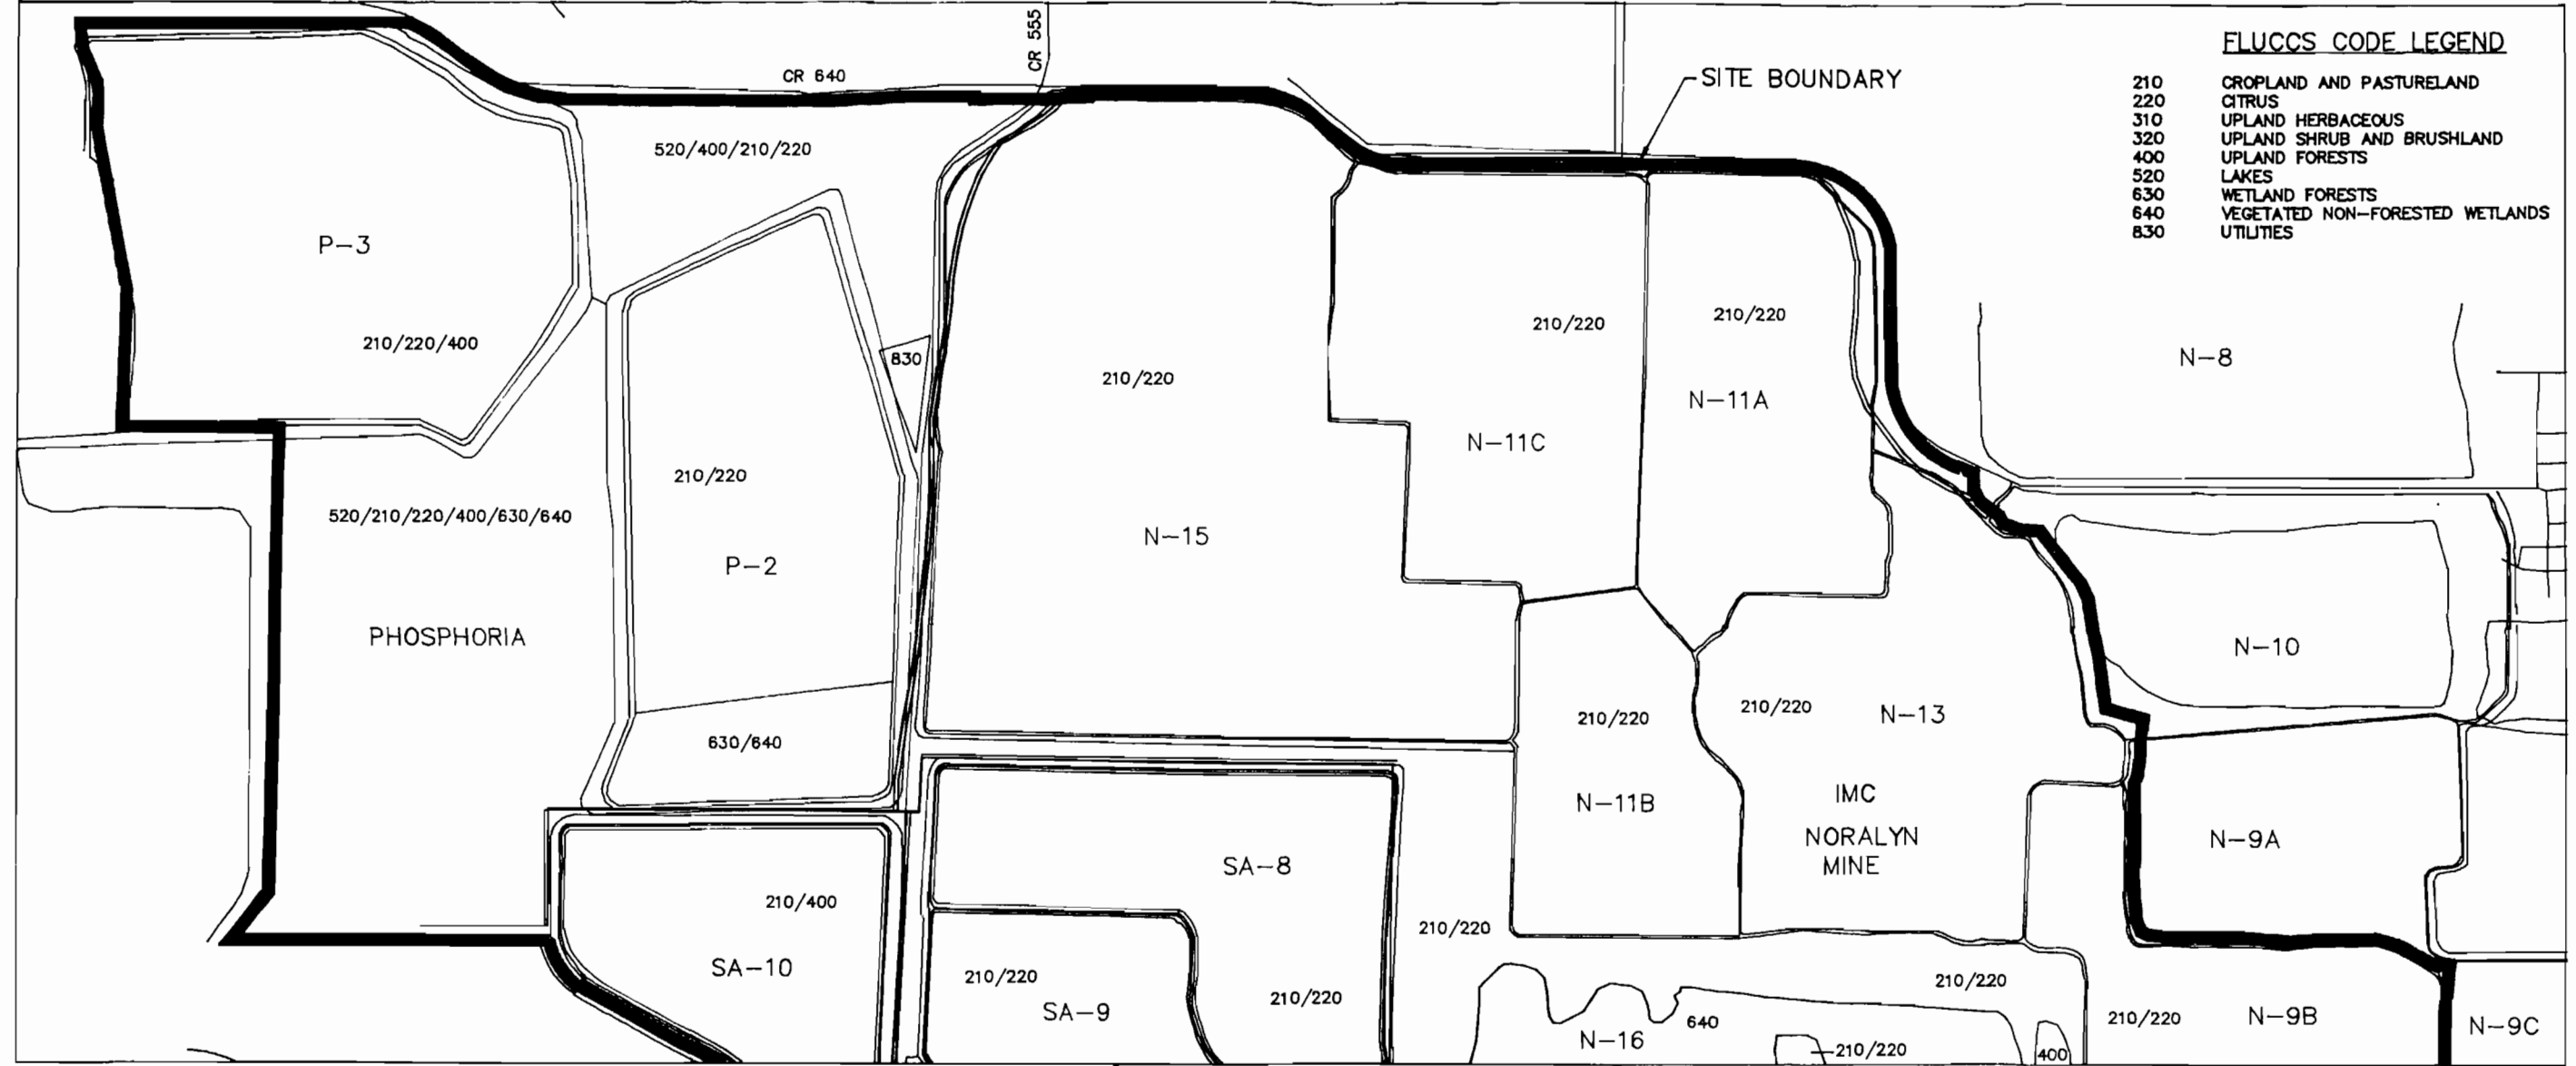 CR 555
CR 640
SITE BOUNDARY
FLUCCS CODE LEGEND
210 CROPLAND AND PASTURELAND
220 CITRUS
310 UPLAND HERBACEOUS
320 UPLAND SHRUB AND BRUSHLAND
400 UPLAND FORESTS
520 LAKES
630 WETLAND FORESTS
640 VEGETATED NON-FORESTED WETLANDS
830 UTILITIES
520/400/210/220
P-3
210/220/400
830
210/220
210/220
210/220
N-8
N-11A
N-11C
210/220
520/210/220/400/630/640
P-2
N-15
PHOSPHORIA
N-10
630/640
210/220
210/220
N-13
N-11B
IMC
NORALYN
MINE
N-9A
SA-8
210/400
210/220
SA-10
210/220
SA-9
210/220
210/220
N-16
640
210/220
400
210/220
N-9B
N-9C